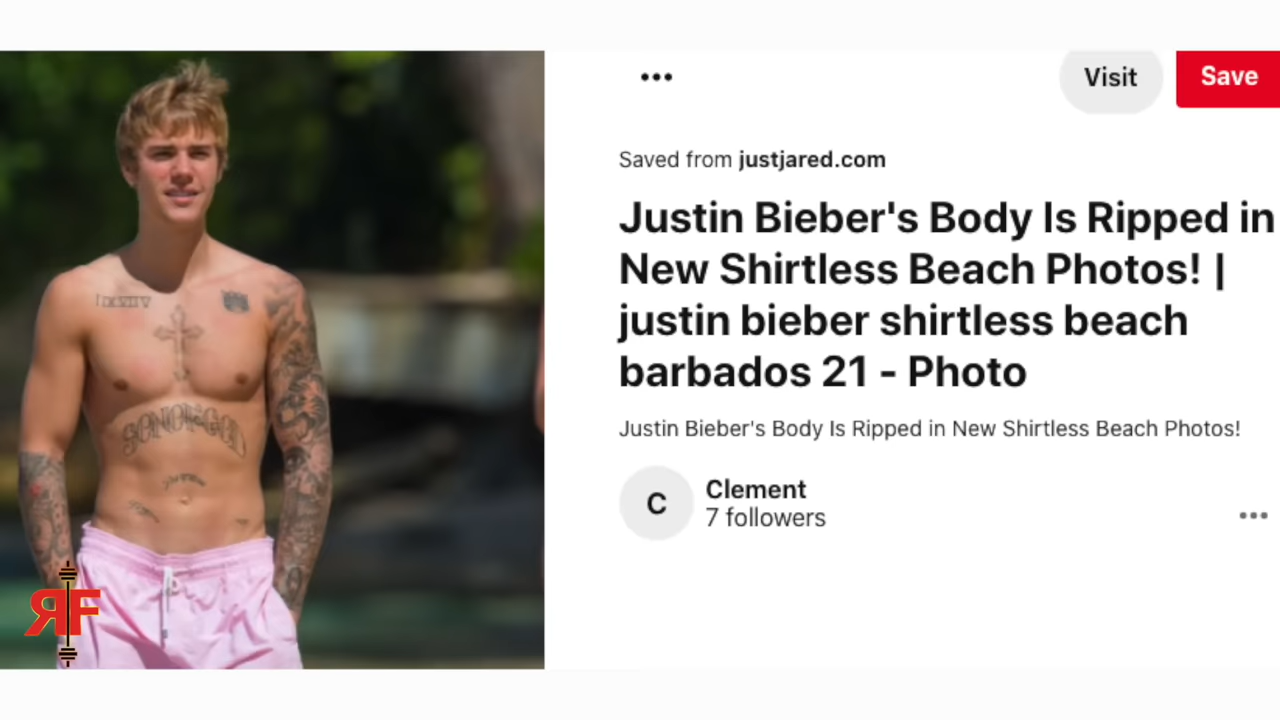 •••
Visit
Save
Saved from justjared.com
Justin Bieber's Body Is Ripped in
New Shirtless Beach Photos! |
justin bieber shirtless beach
barbados 21 - Photo
Justin Bieber's Body Is Ripped in New Shirtless Beach Photos!
C
Clement
7 followers
•••
SONOFGOD
RF